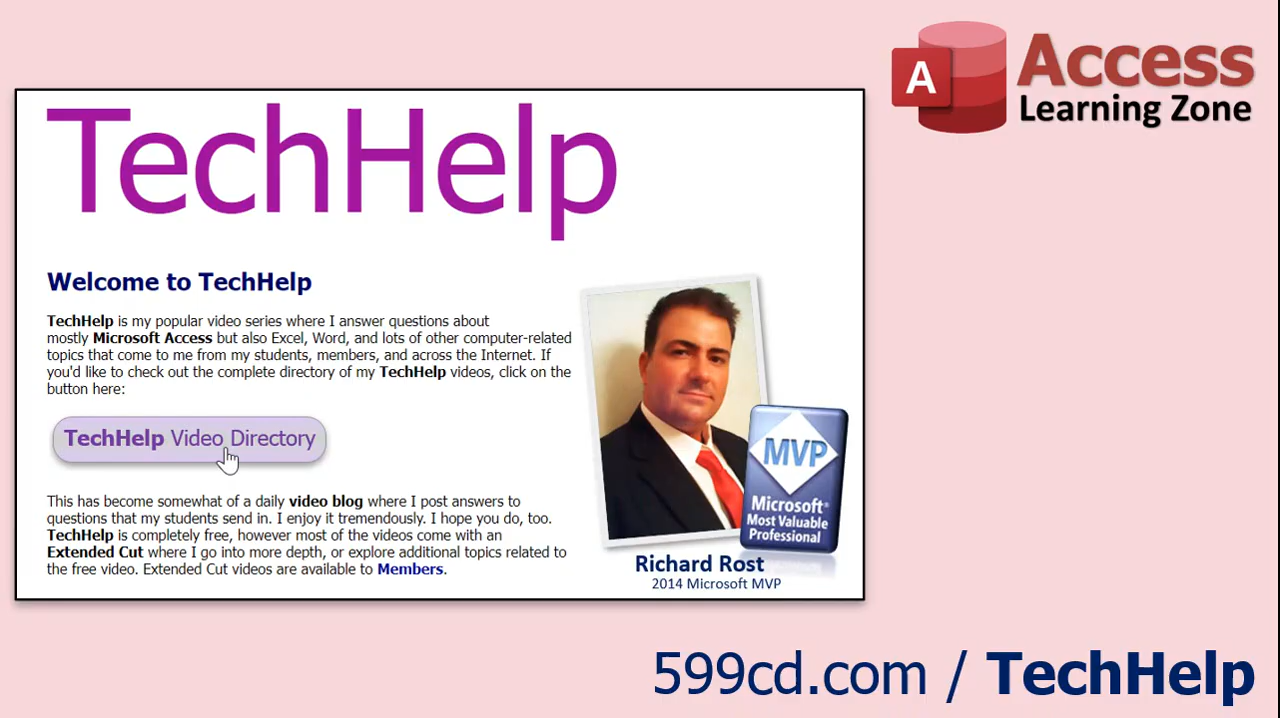 A
Access
Learning Zone
TechHelp
Welcome to TechHelp
TechHelp is my popular video series where I answer questions about
mostly Microsoft Access but also Excel, Word, and lots of other computer-related
topics that come to me from my students, members, and across the Internet. If
you'd like to check out the complete directory of my TechHelp videos, click on the
button here:
TechHelp Video Directory
This has become somewhat of a daily video blog where I post answers to
questions that my students send in. I enjoy it tremendously. I hope you do, too.
TechHelp is completely free, however most of the videos come with an
Extended Cut where I go into more depth, or explore additional topics related to
the free video. Extended Cut videos are available to Members.
MVP
Microsoft®
Most Valuable
Professional
Richard Rost
2014 Microsoft MVP
599cd.com / TechHelp